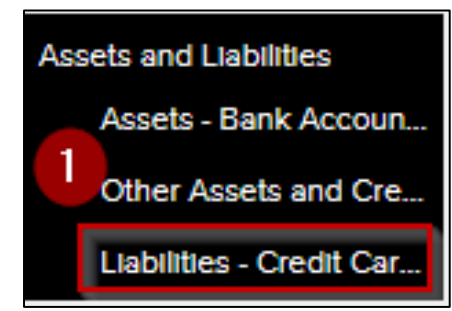 Assets and Liabilities
Assets - Bank Accoun...
1
Other Assets and Cre...
Liabilities - Credit Car...